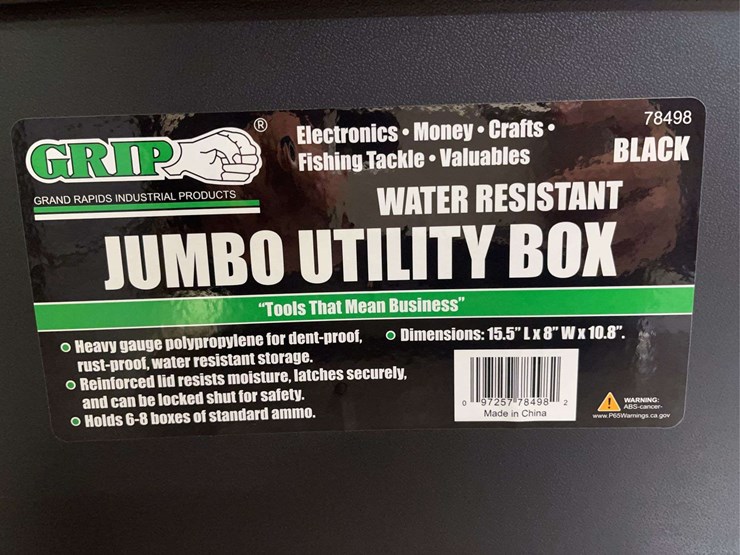 GRIP®
GRAND RAPIDS INDUSTRIAL PRODUCTS
Electronics • Money • Crafts •
Fishing Tackle • Valuables
78498
BLACK
WATER RESISTANT
JUMBO UTILITY BOX
“Tools That Mean Business”
Heavy gauge polypropylene for dent-proof,
rust-proof, water resistant storage.
Reinforced lid resists moisture, latches securely,
and can be locked shut for safety.
Holds 6-8 boxes of standard ammo.
Dimensions: 15.5” L x 8” W x 10.8”.
0 97257 78498 2
Made in China
WARNING:
ABS-cancer-
www.P65Warnings.ca.gov